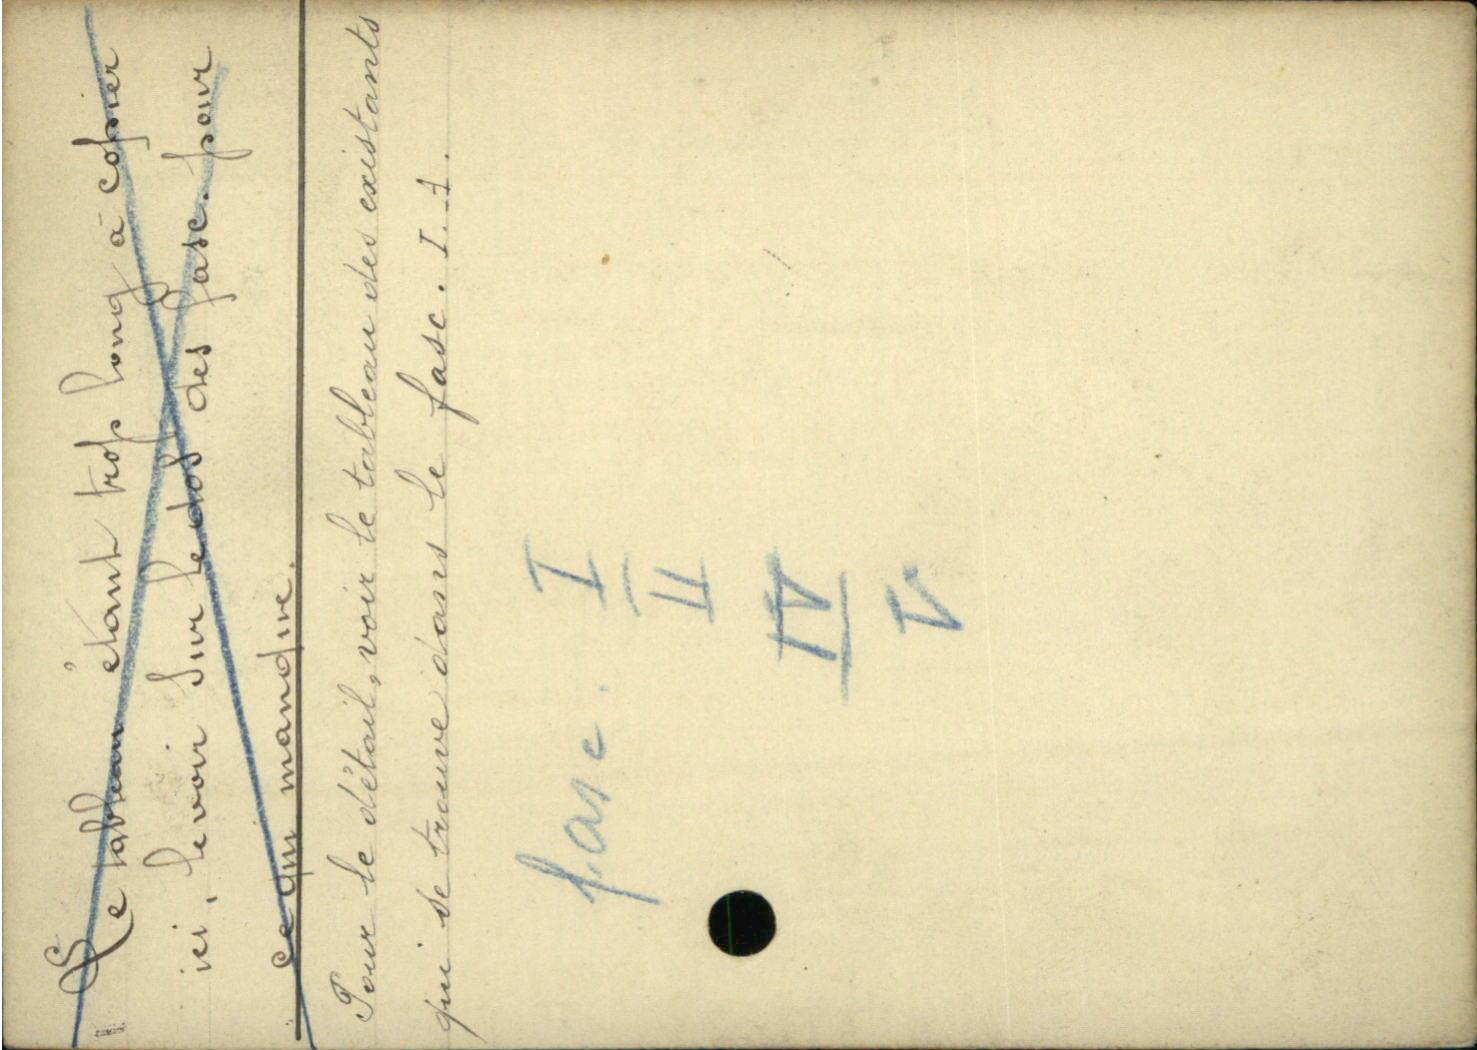 Le tableau étant trop long à copier
ici, le voir sur le dos des fasc. pour
ce qui manque.
Pour le détail, voir le tableau des existants
qui se trouve dans le fasc. I. 1.
fasc. I
II
IV
V